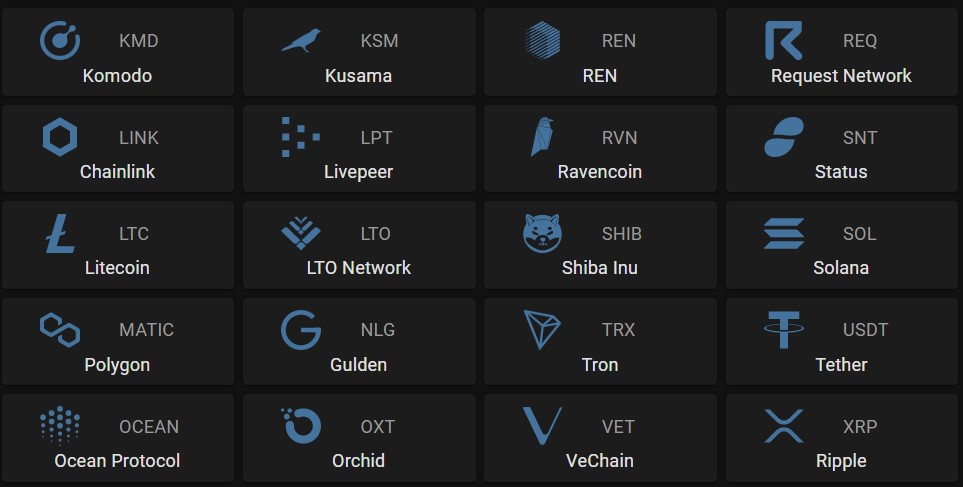 KMD
Komodo
KSM
Kusama
REN
REN
REQ
Request Network
LINK
Chainlink
LPT
Livepeer
RVN
Ravencoin
SNT
Status
LTC
Litecoin
LTO
LTO Network
SHIB
Shiba Inu
SOL
Solana
MATIC
Polygon
NLG
Gulden
TRX
Tron
USDT
Tether
OCEAN
Ocean Protocol
OXT
Orchid
VET
VeChain
XRP
Ripple